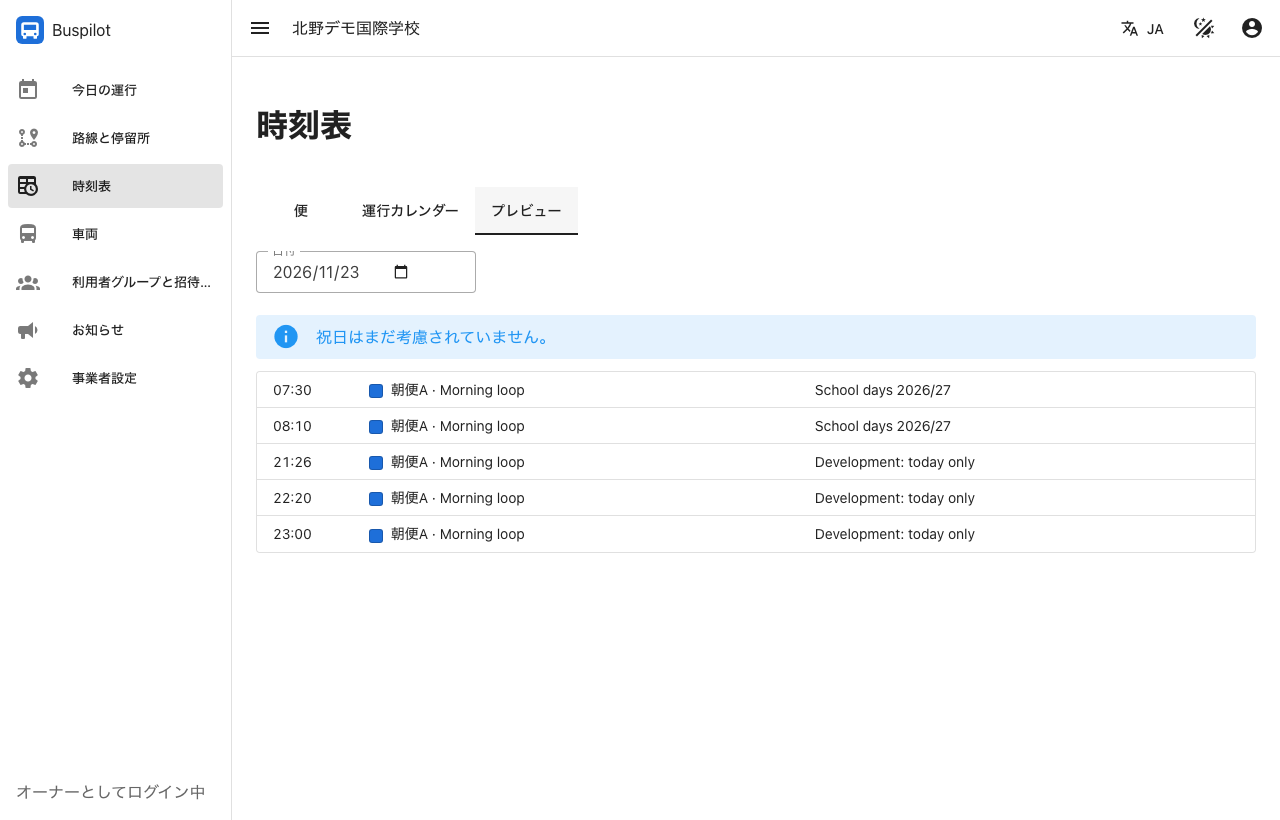 Buspilot
北野デモ国際学校
JA
今日の運行
路線と停留所
時刻表
車両
利用者グループと招待...
お知らせ
事業者設定
オーナーとしてログイン中
時刻表
便
運行カレンダー
プレビュー
日付
2026/11/23
祝日はまだ考慮されていません。
07:30 朝便A · Morning loop School days 2026/27
08:10 朝便A · Morning loop School days 2026/27
21:26 朝便A · Morning loop Development: today only
22:20 朝便A · Morning loop Development: today only
23:00 朝便A · Morning loop Development: today only